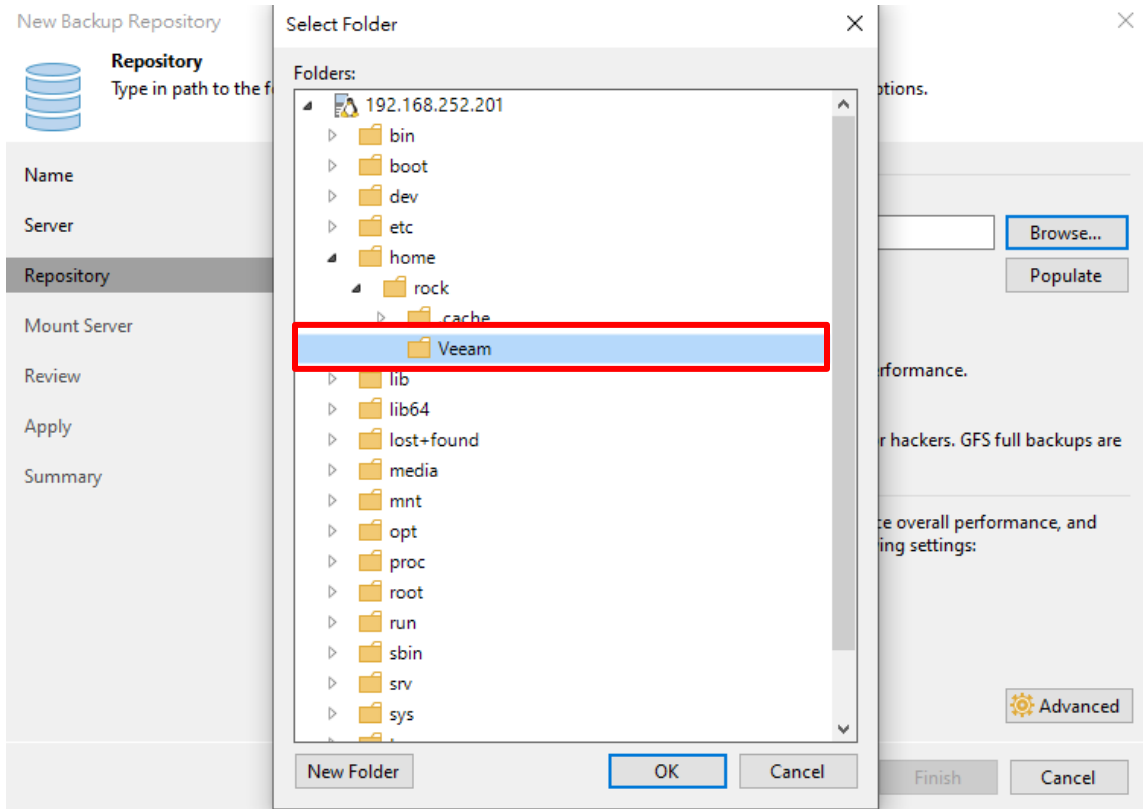 New Backup Repository
Repository
Type in path to the f
ptions.
Name
Server
Repository
Mount Server
Review
Apply
Summary
Select Folder
Folders:
192.168.252.201
bin
boot
dev
etc
home
rock
.cache
Veeam
lib
lib64
lost+found
media
mnt
opt
proc
root
run
sbin
srv
sys
New Folder
OK
Cancel
Browse...
Populate
rformance.
r hackers. GFS full backups are
ce overall performance, and
ing settings:
Advanced
Finish
Cancel